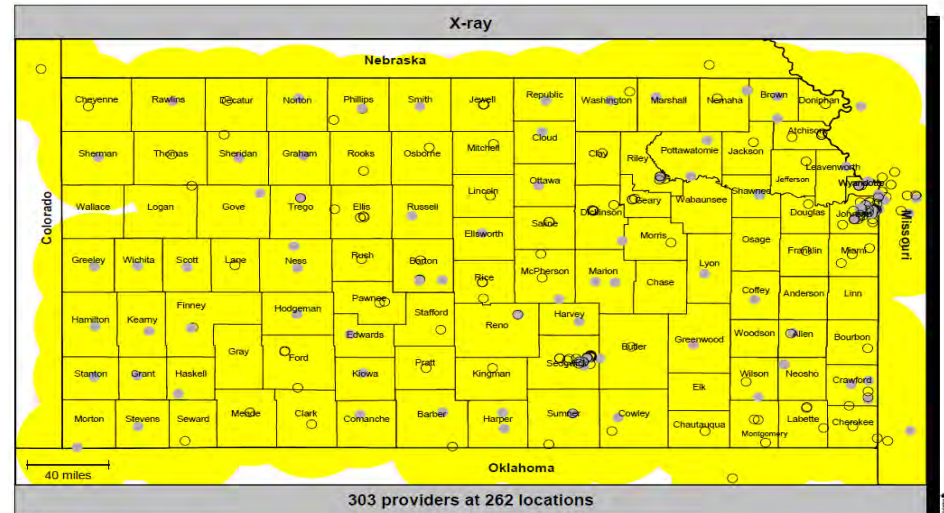 X-ray
Nebraska
Cheyenne
Rawlins
Decatur
Norton
Phillips
Smith
Jewell
Republic
Washington
Marshall
Nemaha
Brown
Doniphan
Sherman
Thomas
Sheridan
Graham
Rooks
Osborne
Mitchell
Cloud
Clay
Riley
Pottawatomie
Jackson
Atchison
Jefferson
Leavenworth
Wyandotte
Wallace
Logan
Gove
Trego
Ellis
Russell
Lincoln
Ottawa
Saline
Dickinson
Geary
Wabaunsee
Shawnee
Douglas
Johnson
Colorado
Missouri
Greeley
Wichita
Scott
Lane
Ness
Rush
Barton
Ellsworth
Rice
McPherson
Marion
Morris
Chase
Lyon
Osage
Franklin
Miami
Hamilton
Kearny
Finney
Hodgeman
Pawnee
Edwards
Stafford
Reno
Harvey
Coffey
Anderson
Linn
Stanton
Grant
Haskell
Gray
Ford
Kiowa
Pratt
Kingman
Sedgwick
Butler
Greenwood
Woodson
Allen
Bourbon
Elk
Wilson
Neosho
Crawford
Morton
Stevens
Seward
Meade
Clark
Comanche
Barber
Harper
Sumner
Cowley
Chautauqua
Montgomery
Labette
Cherokee
40 miles
Oklahoma
303 providers at 262 locations